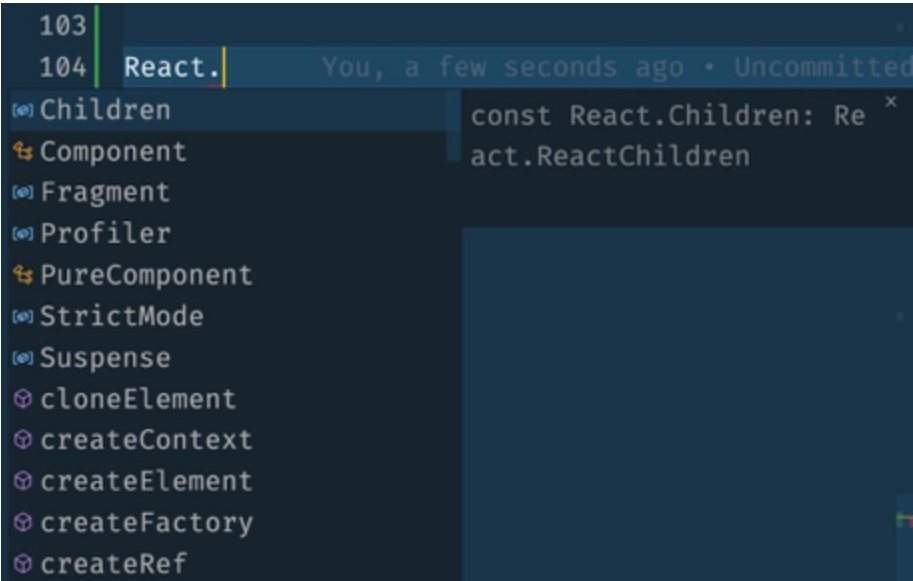 103
104 React. You, a few seconds ago • Uncommitted
Children
Component
Fragment
Profiler
PureComponent
StrictMode
Suspense
cloneElement
createContext
createElement
createFactory
createRef
const React.Children: Re
act.ReactChildren